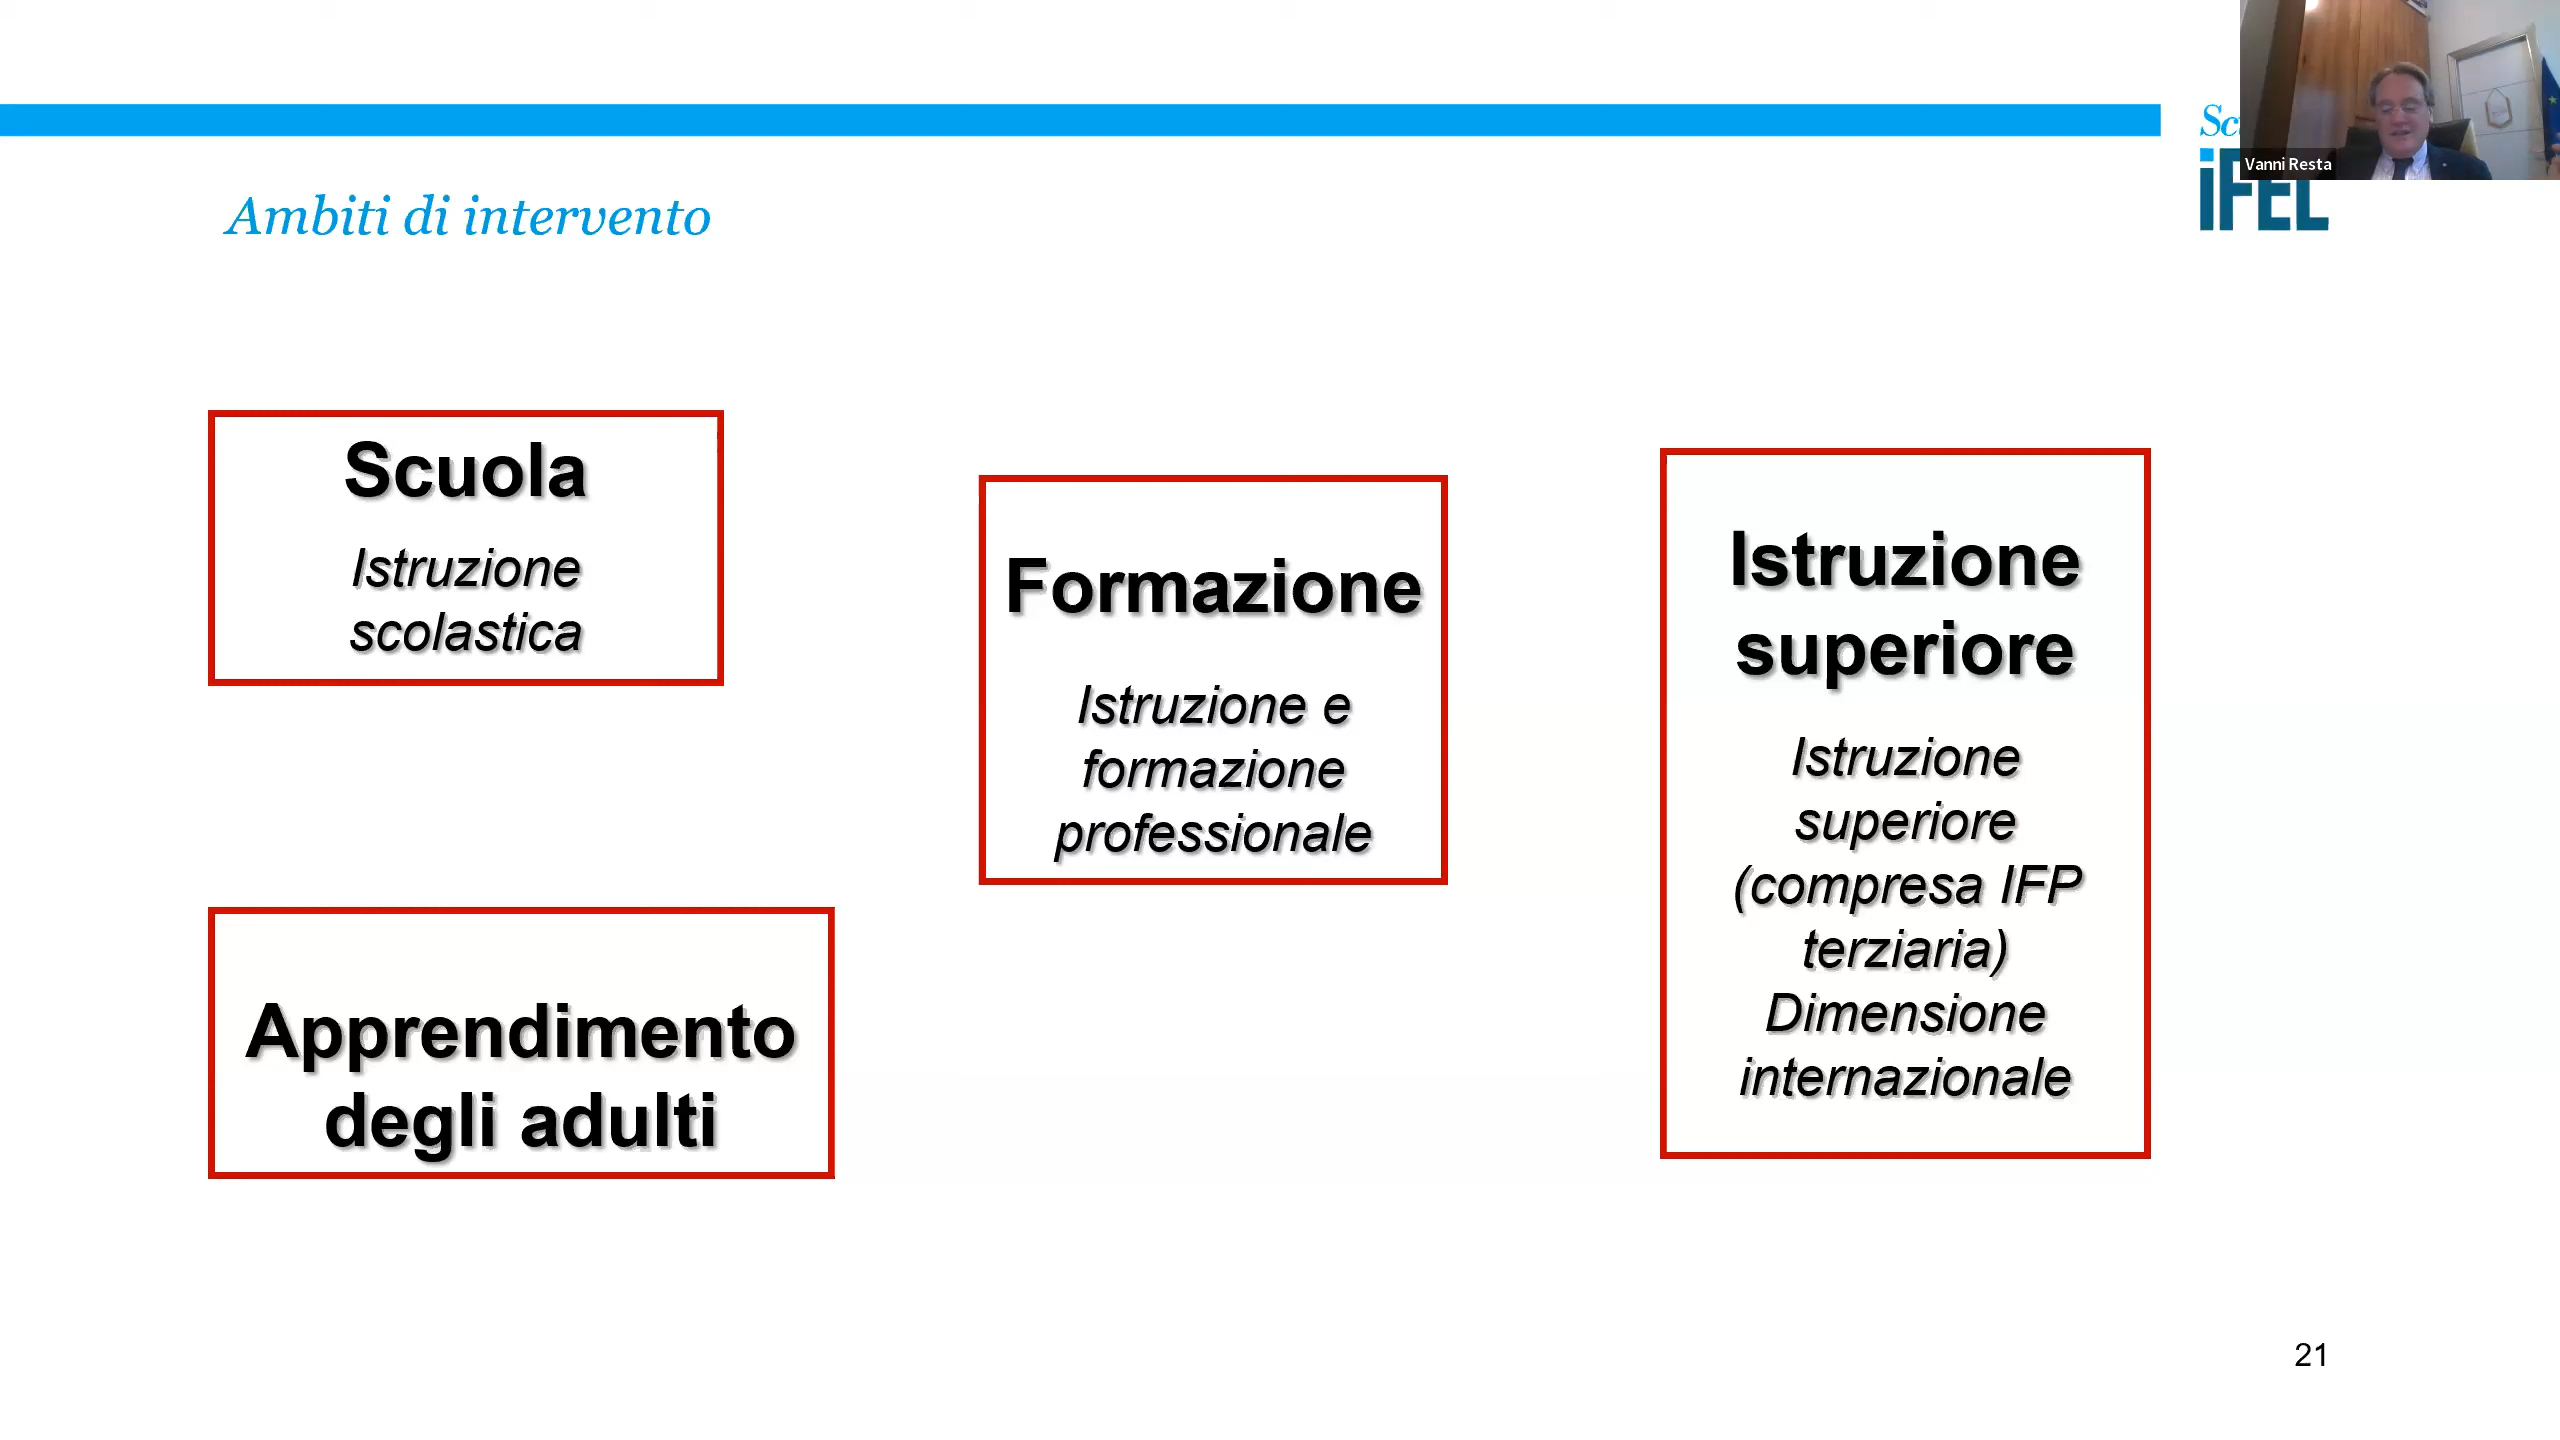 Vanni Resta
iFEL
Ambiti di intervento
Scuola
Istruzione
scolastica
Apprendimento
degli adulti
Formazione
Istruzione e
formazione
professionale
Istruzione
superiore
Istruzione
superiore
(compresa IFP
terziaria)
Dimensione
internazionale
21